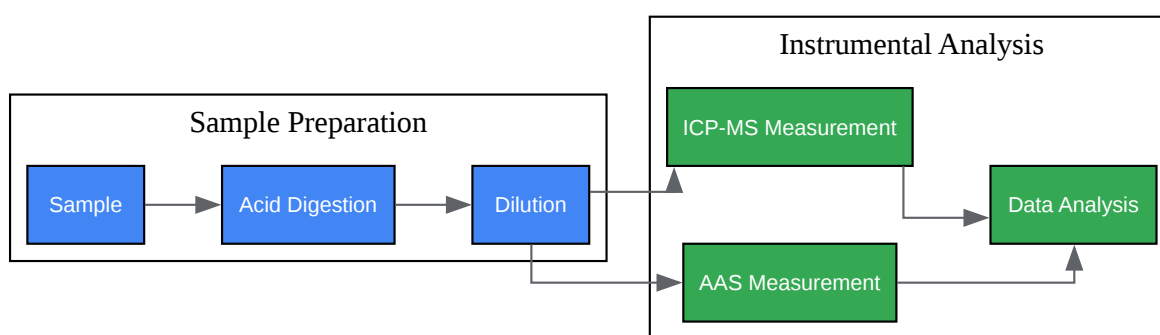 Sample Preparation
Sample
Acid Digestion
Dilution
Instrumental Analysis
ICP-MS Measurement
AAS Measurement
Data Analysis